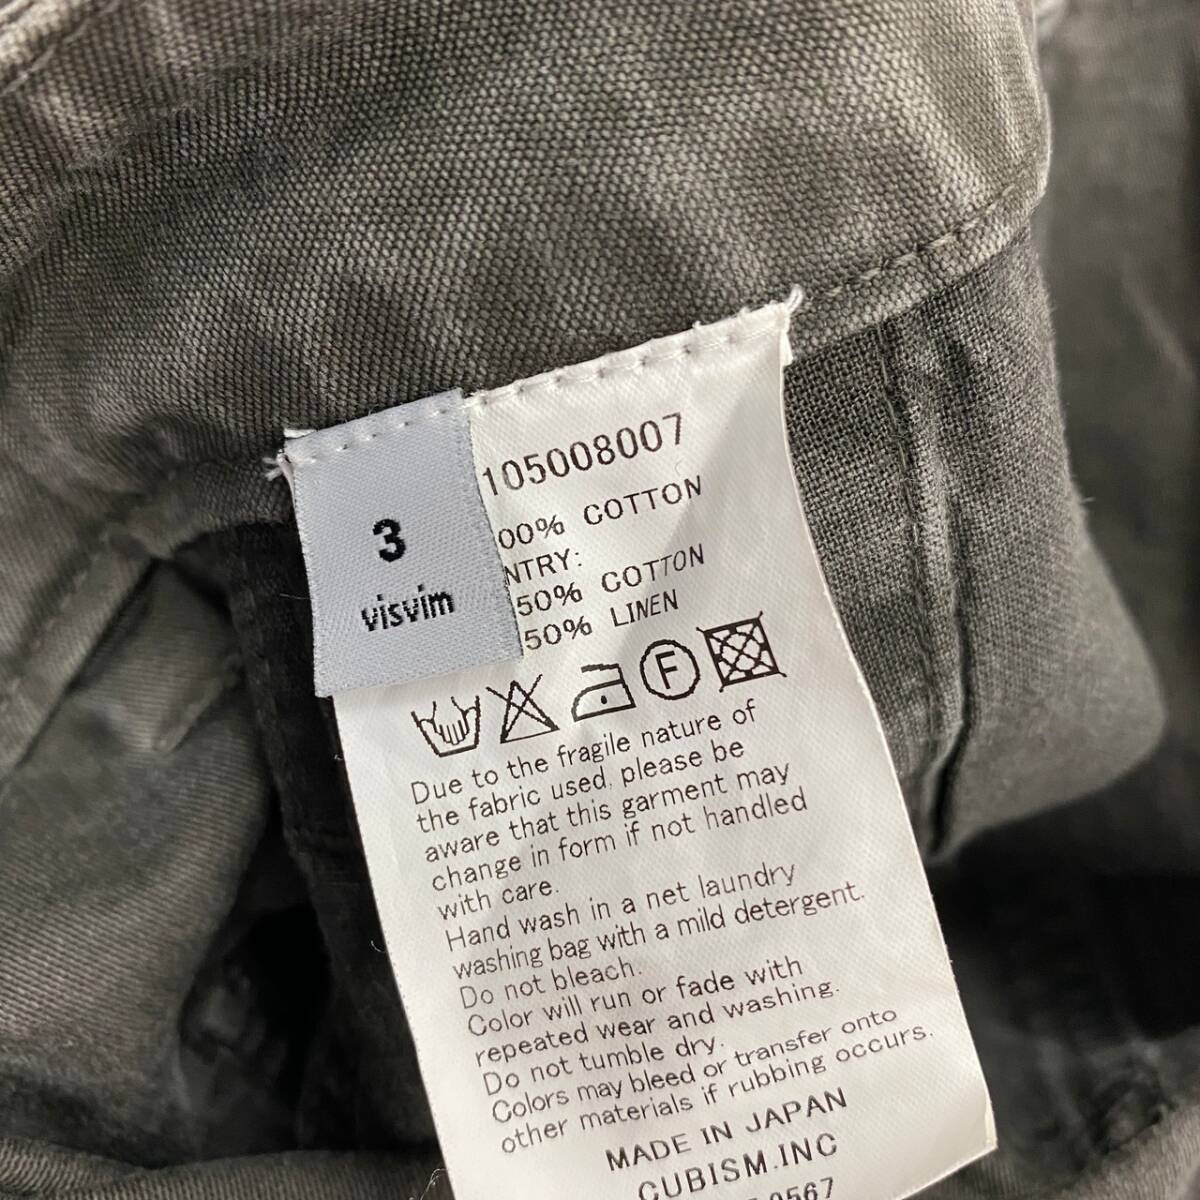 3
visvim
105008007
00% COTTON
NTRY:
50% COTTON
50% LINEN
F
Due to the fragile nature of
the fabric used, please be
aware that this garment may
change in form if not handled
with care.
Hand wash in a net laundry
washing bag with a mild detergent.
Do not bleach.
Color will run or fade with
repeated wear and washing.
Do not tumble dry.
Colors may bleed or transfer onto
other materials if rubbing occurs.
MADE IN JAPAN
CUBISM.INC
0567